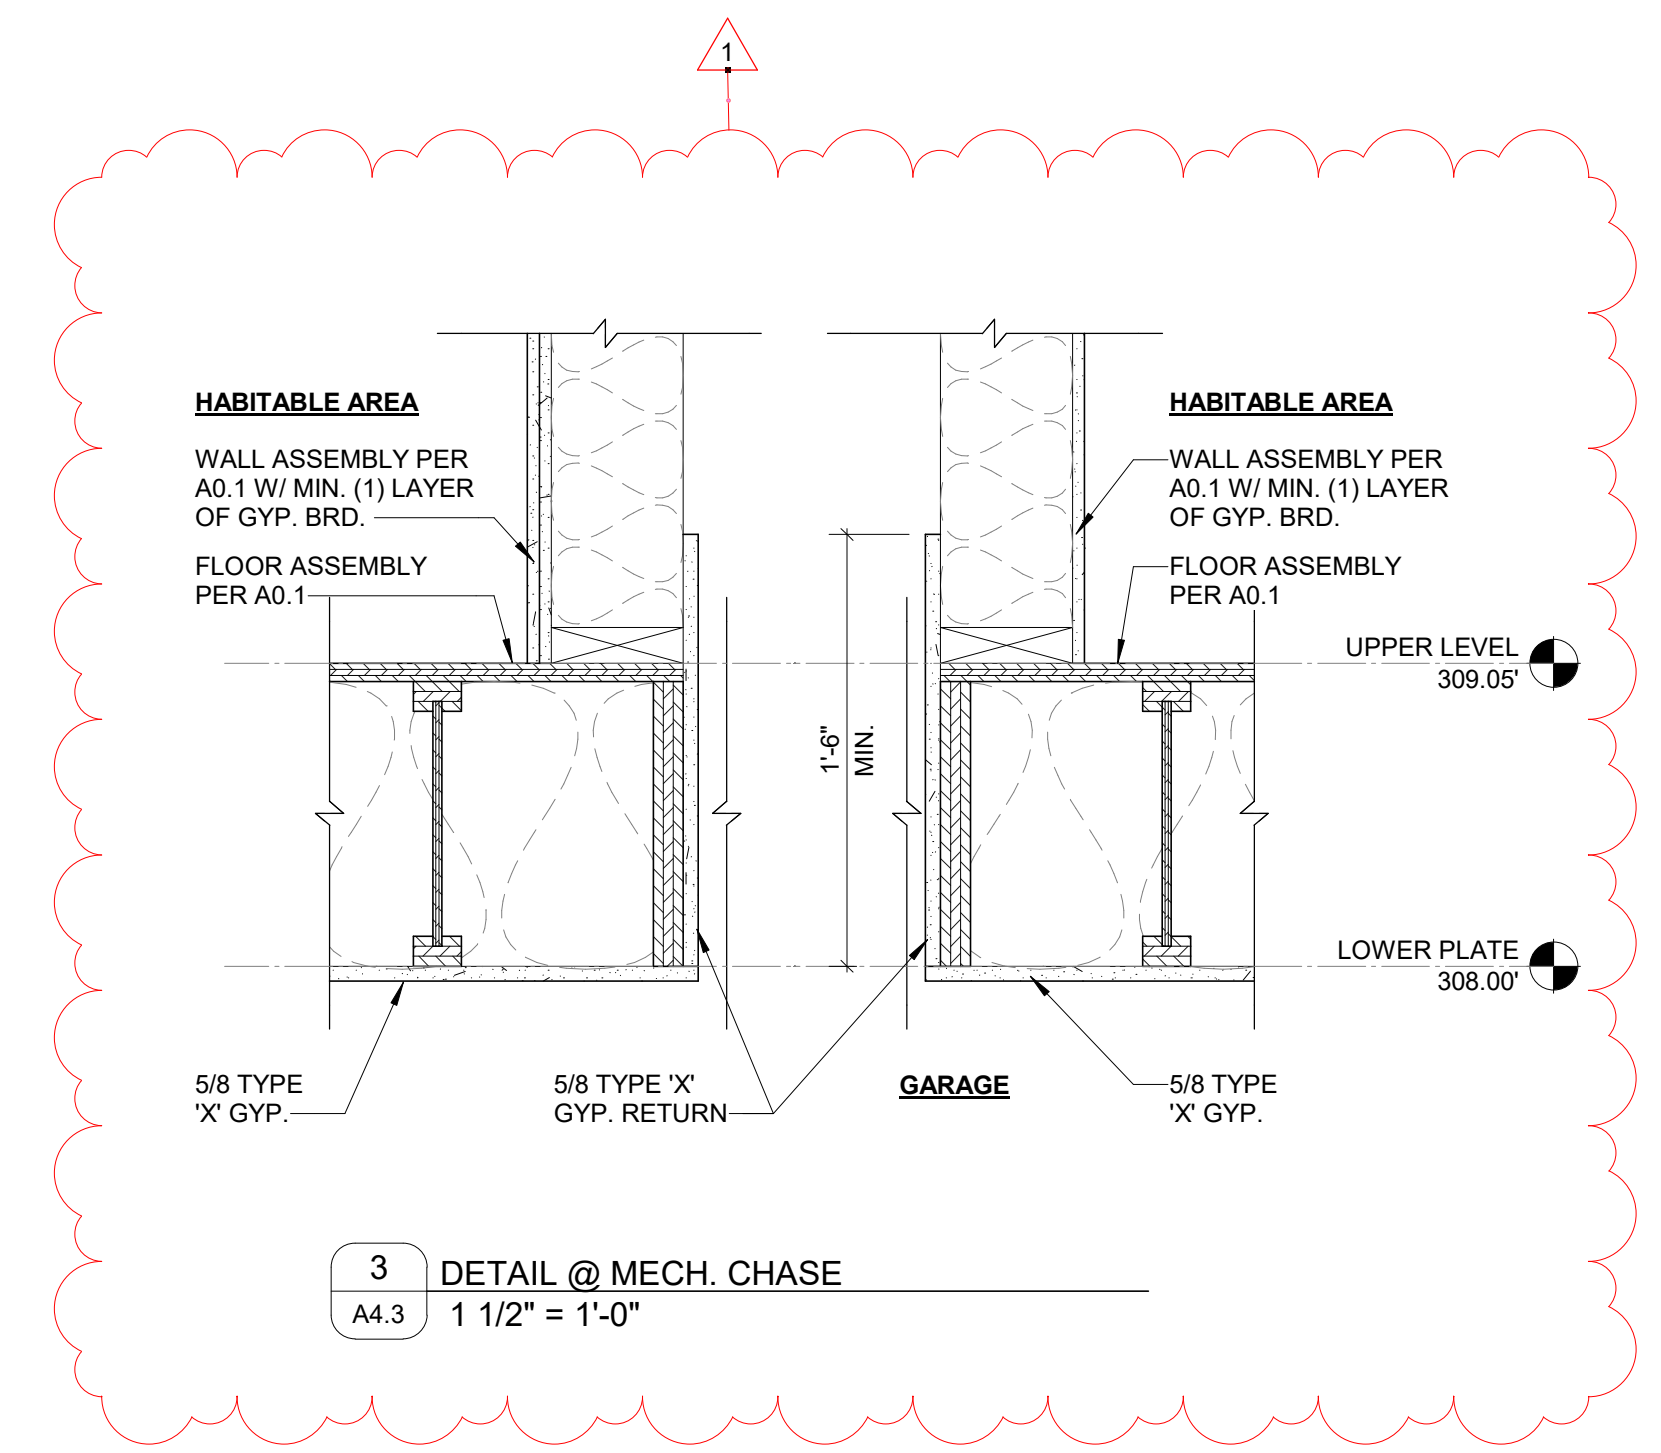 1
HABITABLE AREA
WALL ASSEMBLY PER
A0.1 W/ MIN. (1) LAYER
OF GYP. BRD.
FLOOR ASSEMBLY
PER A0.1
HABITABLE AREA
WALL ASSEMBLY PER
A0.1 W/ MIN. (1) LAYER
OF GYP. BRD.
FLOOR ASSEMBLY
PER A0.1
UPPER LEVEL
309.05'
1'-6"
MIN.
LOWER PLATE
308.00'
5/8 TYPE
'X' GYP.
5/8 TYPE 'X'
GYP. RETURN
GARAGE
5/8 TYPE
'X' GYP.
3
A4.3
DETAIL @ MECH. CHASE
1 1/2" = 1'-0"